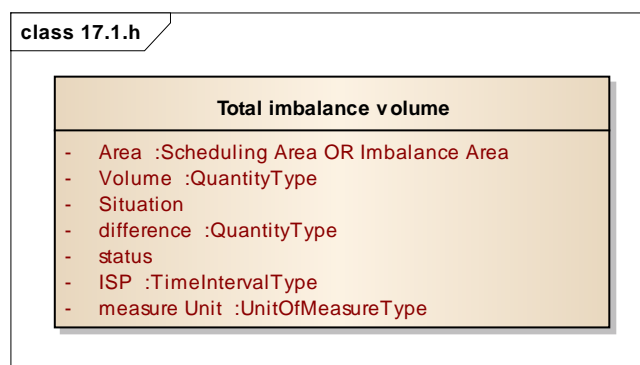 class 17.1.h
Total imbalance volume
- Area :Scheduling Area OR Imbalance Area
- Volume :QuantityType
- Situation
- difference :QuantityType
- status
- ISP :TimeIntervalType
- measure Unit :UnitOfMeasureType